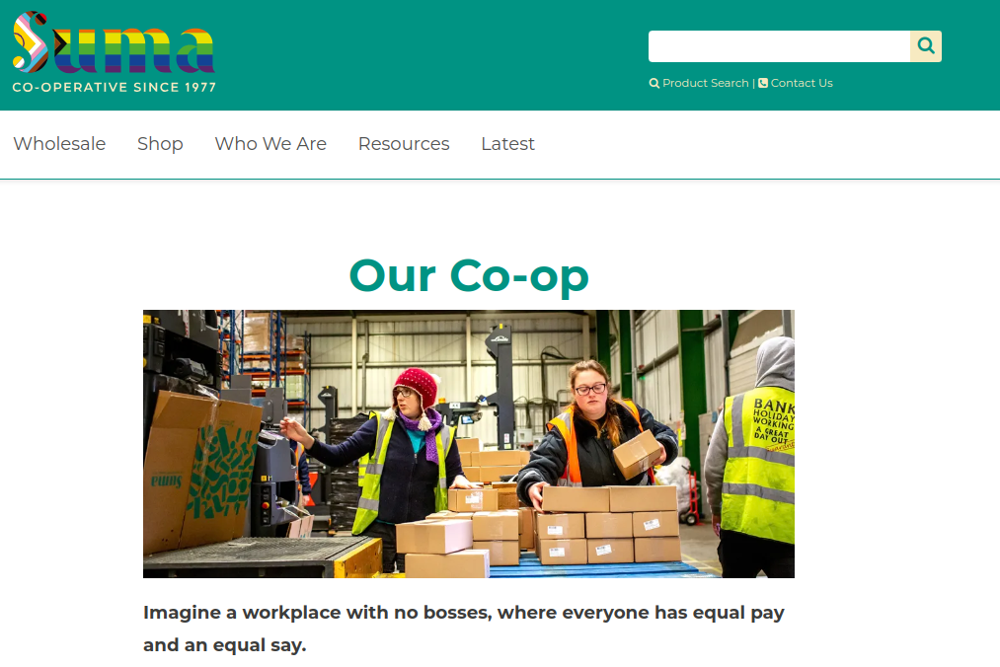 Suma
CO-OPERATIVE SINCE 1977
Product Search | Contact Us
Wholesale Shop Who We Are Resources Latest
Our Co-op
suma
BANK
HOLIDAY
WORKING
A GREAT
DAY OUT
Imagine a workplace with no bosses, where everyone has equal pay
and an equal say.